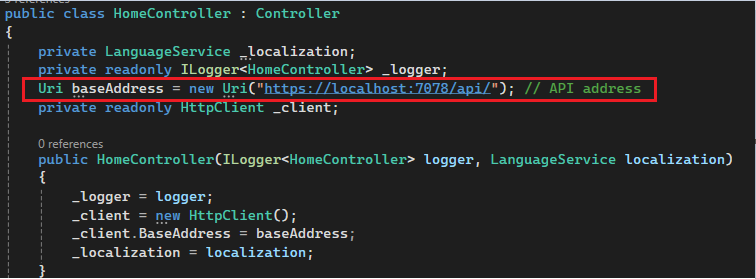 public class HomeController : Controller
{
private LanguageService _localization;
private readonly ILogger<HomeController> _logger;
Uri baseAddress = new Uri("https://localhost:7078/api/"); // API address
private readonly HttpClient _client;
0 references
public HomeController(ILogger<HomeController> logger, LanguageService localization)
{
_logger = logger;
_client = new HttpClient();
_client.BaseAddress = baseAddress;
_localization = localization;
}